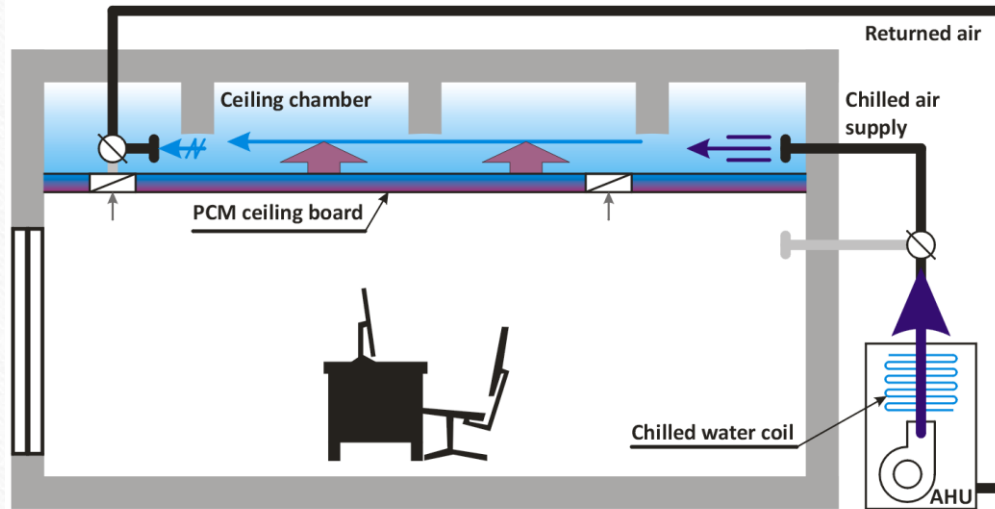 Returned air
Ceiling chamber
Chilled air
supply
PCM ceiling board
Chilled water coil
AHU